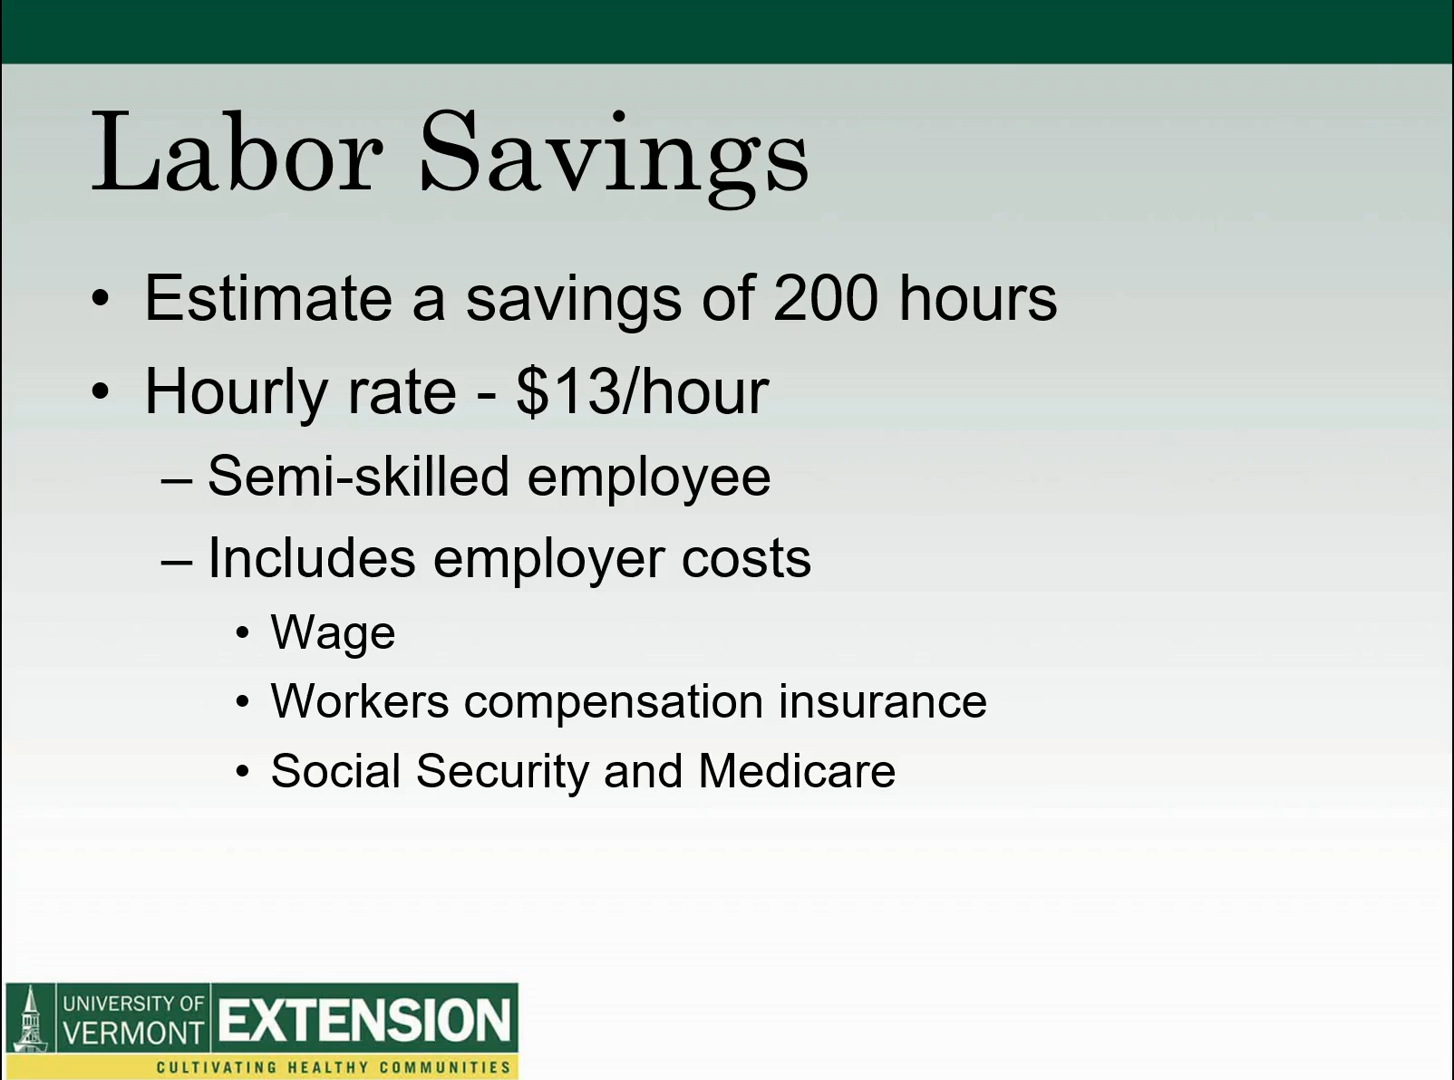 Labor Savings
• Estimate a savings of 200 hours
• Hourly rate - $13/hour
– Semi-skilled employee
– Includes employer costs
• Wage
• Workers compensation insurance
• Social Security and Medicare
UNIVERSITY OF
VERMONT
EXTENSION
CULTIVATING HEALTHY COMMUNITIES